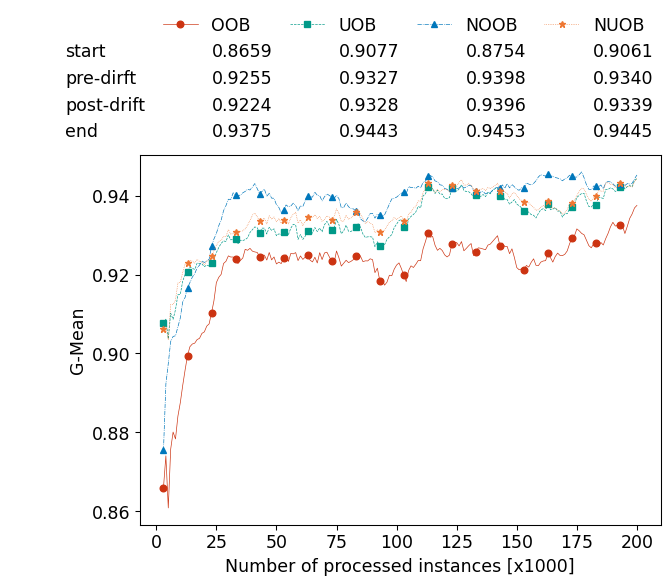 OOB UOB NOOB NUOB
start 0.8659 0.9077 0.8754 0.9061
pre-dirft 0.9255 0.9327 0.9398 0.9340
post-drift 0.9224 0.9328 0.9396 0.9339
end 0.9375 0.9443 0.9453 0.9445
0.94
0.92
0.90
0.88
0.86
G-Mean
0 25 50 75 100 125 150 175 200
Number of processed instances [x1000]